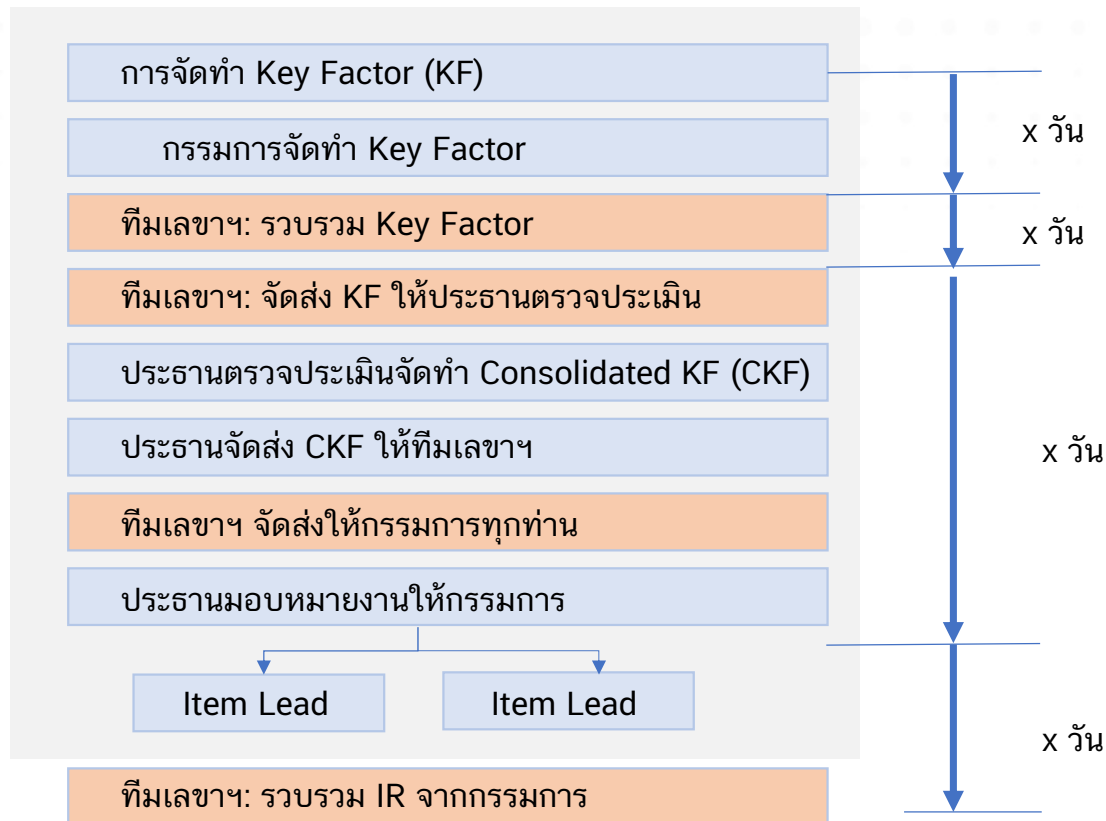 การจัดทำ Key Factor (KF)
กรรมการจัดทำ Key Factor
x วัน
ทีมเลขาฯ: รวบรวม Key Factor
x วัน
ทีมเลขาฯ: จัดส่ง KF ให้ประธานตรวจประเมิน
ประธานตรวจประเมินจัดทำ Consolidated KF (CKF)
ประธานจัดส่ง CKF ให้ทีมเลขาฯ
x วัน
ทีมเลขาฯ จัดส่งให้กรรมการทุกท่าน
ประธานมอบหมายงานให้กรรมการ
Item Lead
Item Lead
x วัน
ทีมเลขาฯ: รวบรวม IR จากกรรมการ